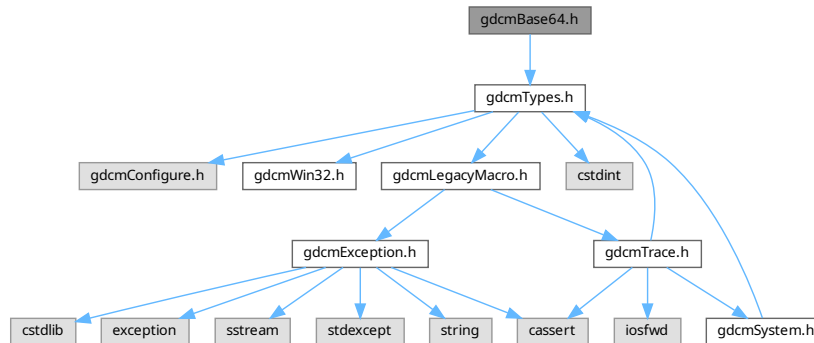 gdcmBase64.h
gdcmTypes.h
gdcmConfigure.h
gdcmWin32.h
gdcmLegacyMacro.h
cstdint
gdcmException.h
gdcmTrace.h
cstdlib
exception
sstream
stdexcept
string
cassert
iosfwd
gdcmSystem.h